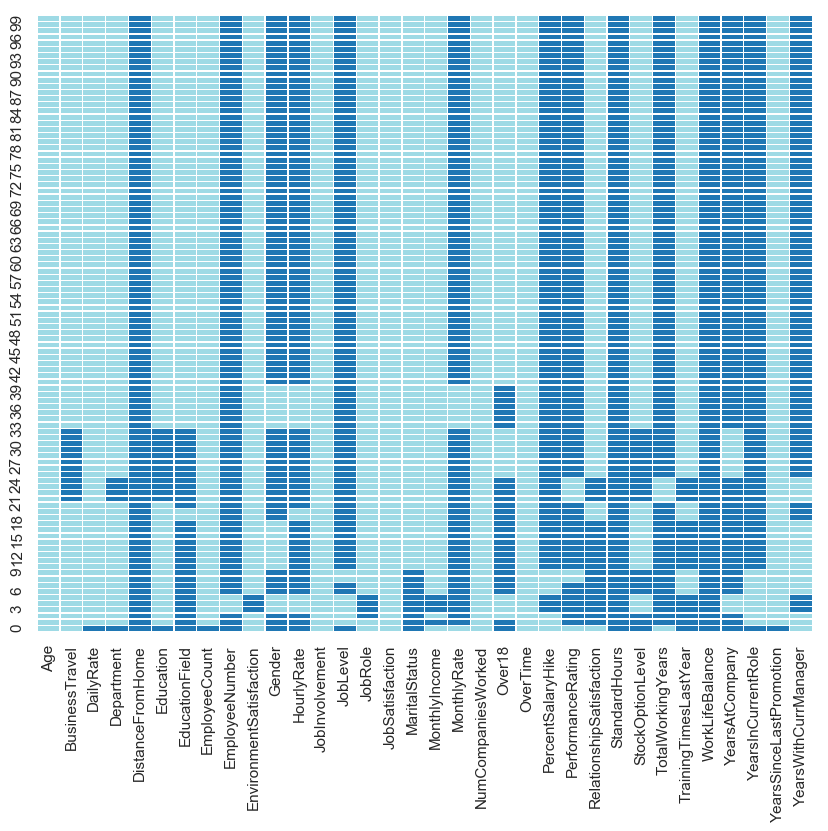 99
96
93
90
87
84
81
78
75
72
69
66
63
60
57
54
51
48
45
42
39
36
33
30
27
24
21
18
15
12
9
6
3
0
Age
BusinessTravel
DailyRate
Department
DistanceFromHome
Education
EducationField
EmployeeCount
EmployeeNumber
EnvironmentSatisfaction
Gender
HourlyRate
JobInvolvement
JobLevel
JobRole
JobSatisfaction
MaritalStatus
MonthlyIncome
MonthlyRate
NumCompaniesWorked
Over18
OverTime
PercentSalaryHike
PerformanceRating
RelationshipSatisfaction
StandardHours
StockOptionLevel
TotalWorkingYears
TrainingTimesLastYear
WorkLifeBalance
YearsAtCompany
YearsInCurrentRole
YearsSinceLastPromotion
YearsWithCurrManager